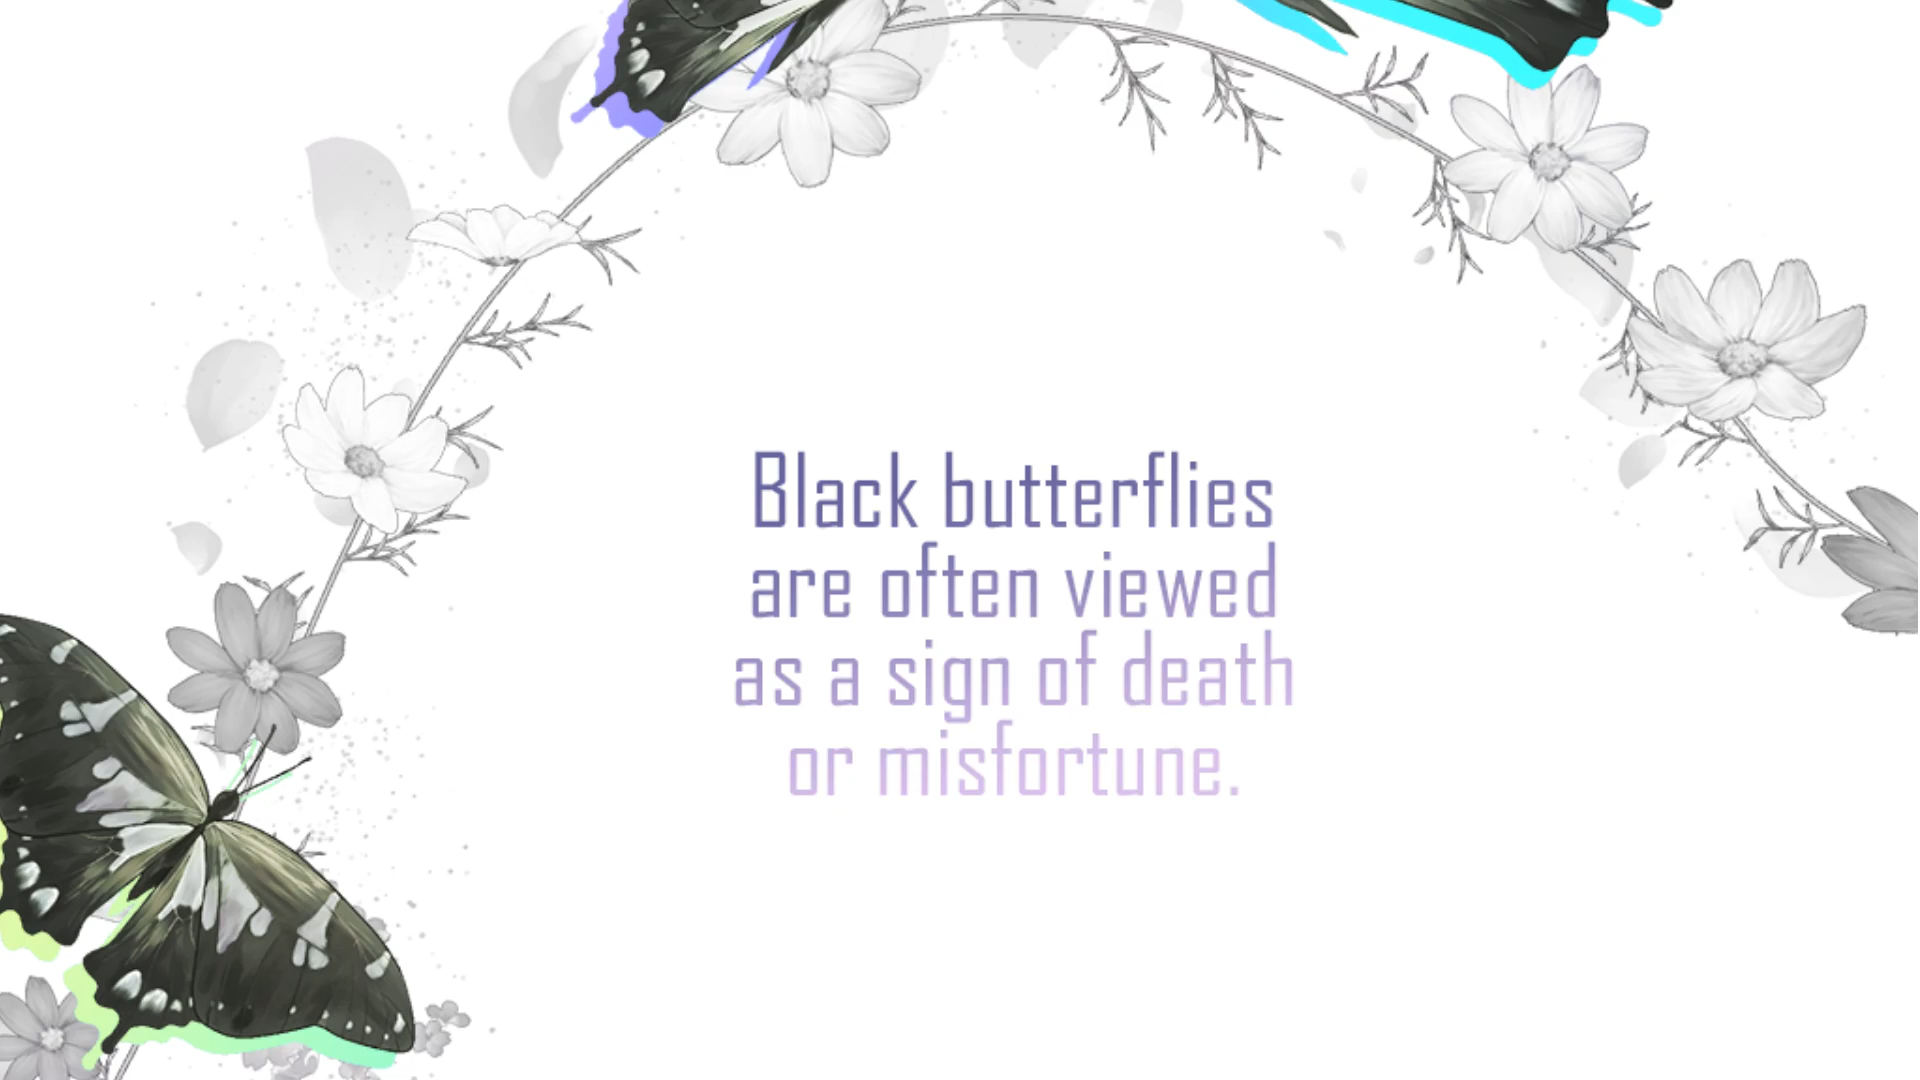 Black butterflies
are often viewed
as a sign of death
or misfortune.